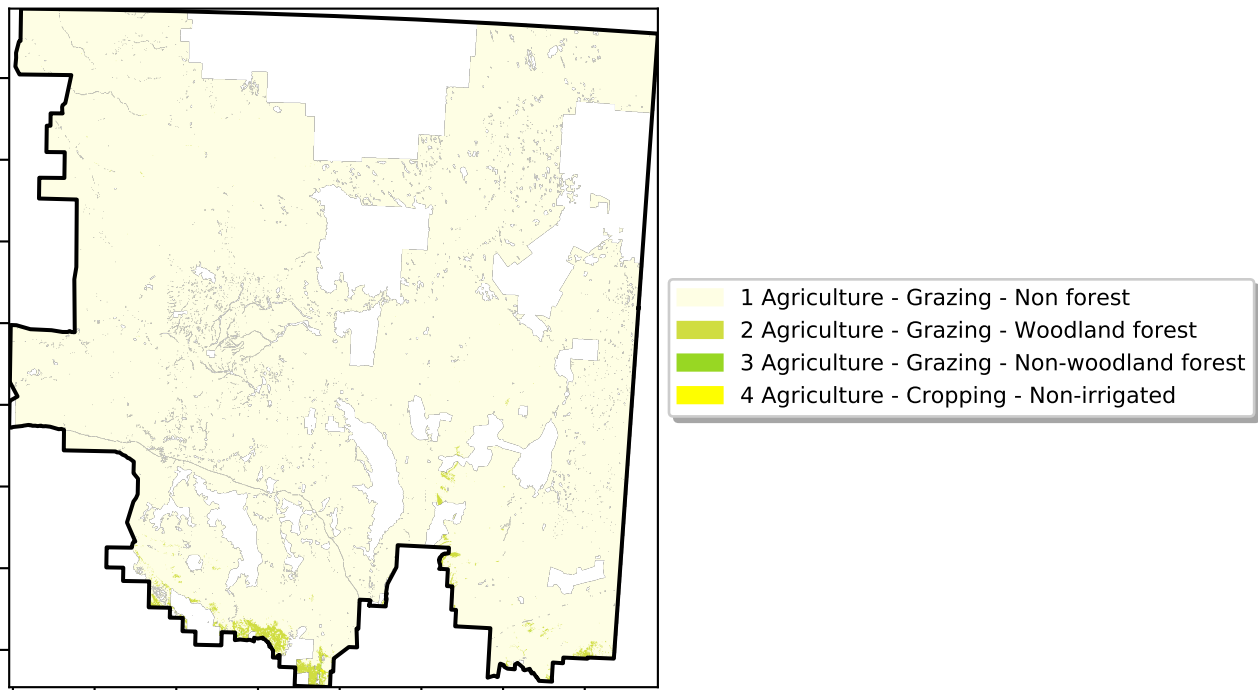 1 Agriculture - Grazing - Non forest
2 Agriculture - Grazing - Woodland forest
3 Agriculture - Grazing - Non-woodland forest
4 Agriculture - Cropping - Non-irrigated